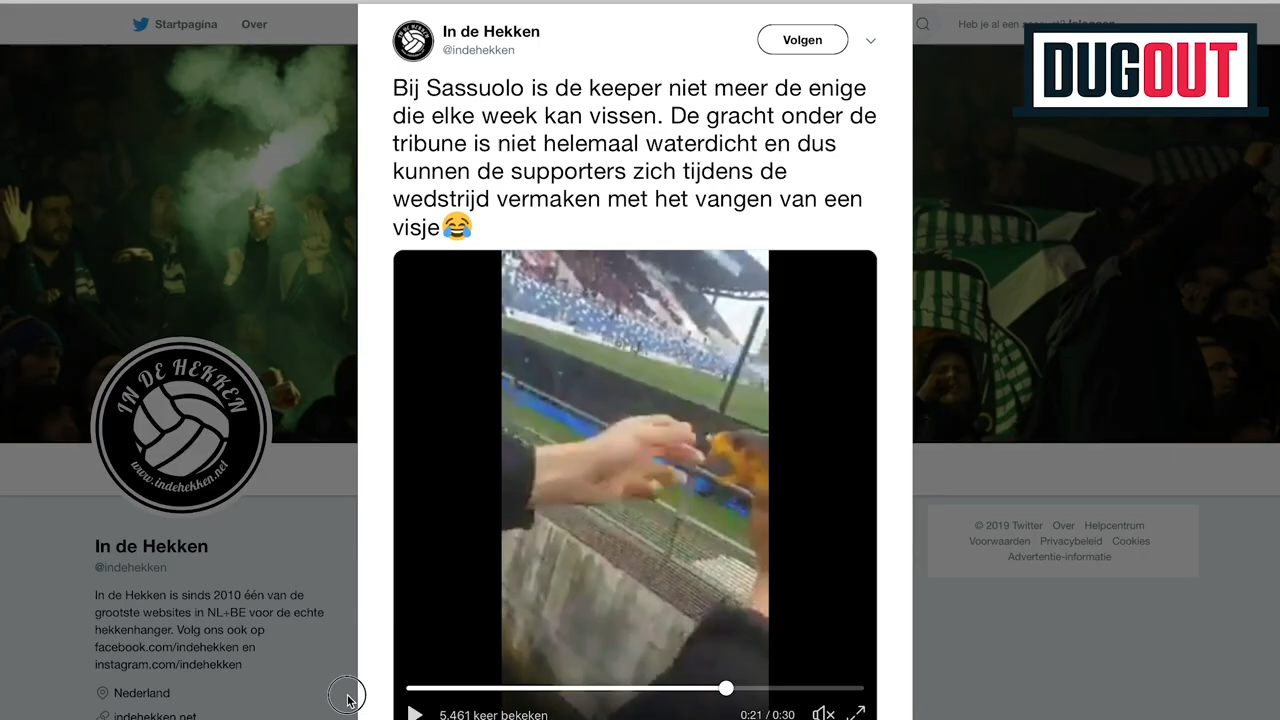 Startpagina
Over
In de Hekken
@indehekken
Volgen
Heb je al een account? Inloggen
DUGOUT
Bij Sassuolo is de keeper niet meer de enige
die elke week kan vissen. De gracht onder de
tribune is niet helemaal waterdicht en dus
kunnen de supporters zich tijdens de
wedstrijd vermaken met het vangen van een
visje😂
IN DE HEKKEN
www.indehekken.net
In de Hekken
@indehekken
In de Hekken is sinds 2010 één van de
grootste websites in NL+BE voor de echte
hekkenhanger. Volg ons ook op
facebook.com/indehekken en
instagram.com/indehekken
Nederland
indehekken.net
5.461 keer bekeken
0:21 / 0:30
© 2019 Twitter Over Helpcentrum
Voorwaarden Privacybeleid Cookies
Advertentie-informatie